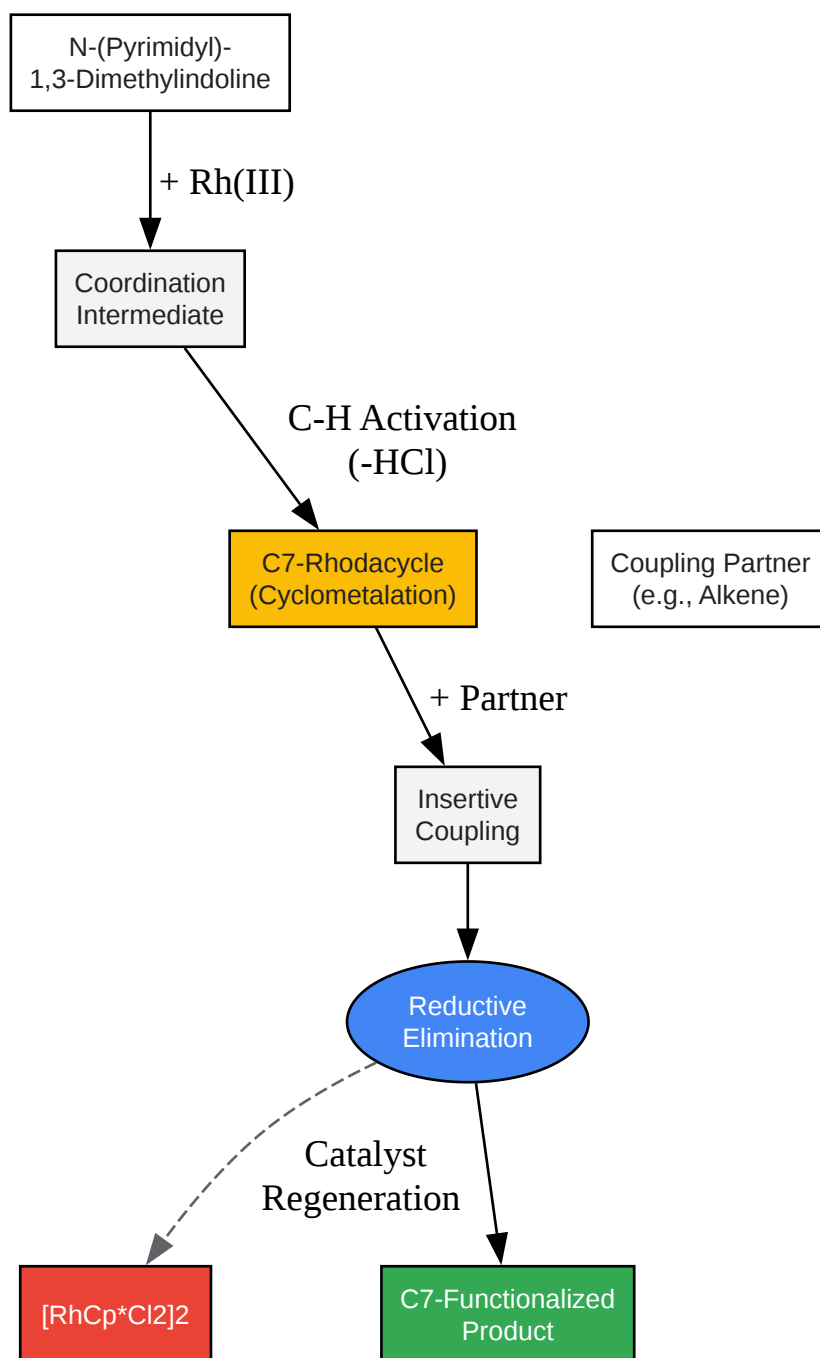 N-(Pyrimidyl)-
1,3-Dimethylindoline
+ Rh(III)
Coordination
Intermediate
C-H Activation
(-HCl)
C7-Rhodacycle
(Cyclometalation)
Coupling Partner
(e.g., Alkene)
+ Partner
Insertive
Coupling
Reductive
Elimination
Catalyst
Regeneration
[RhCp*Cl2]2
C7-Functionalized
Product